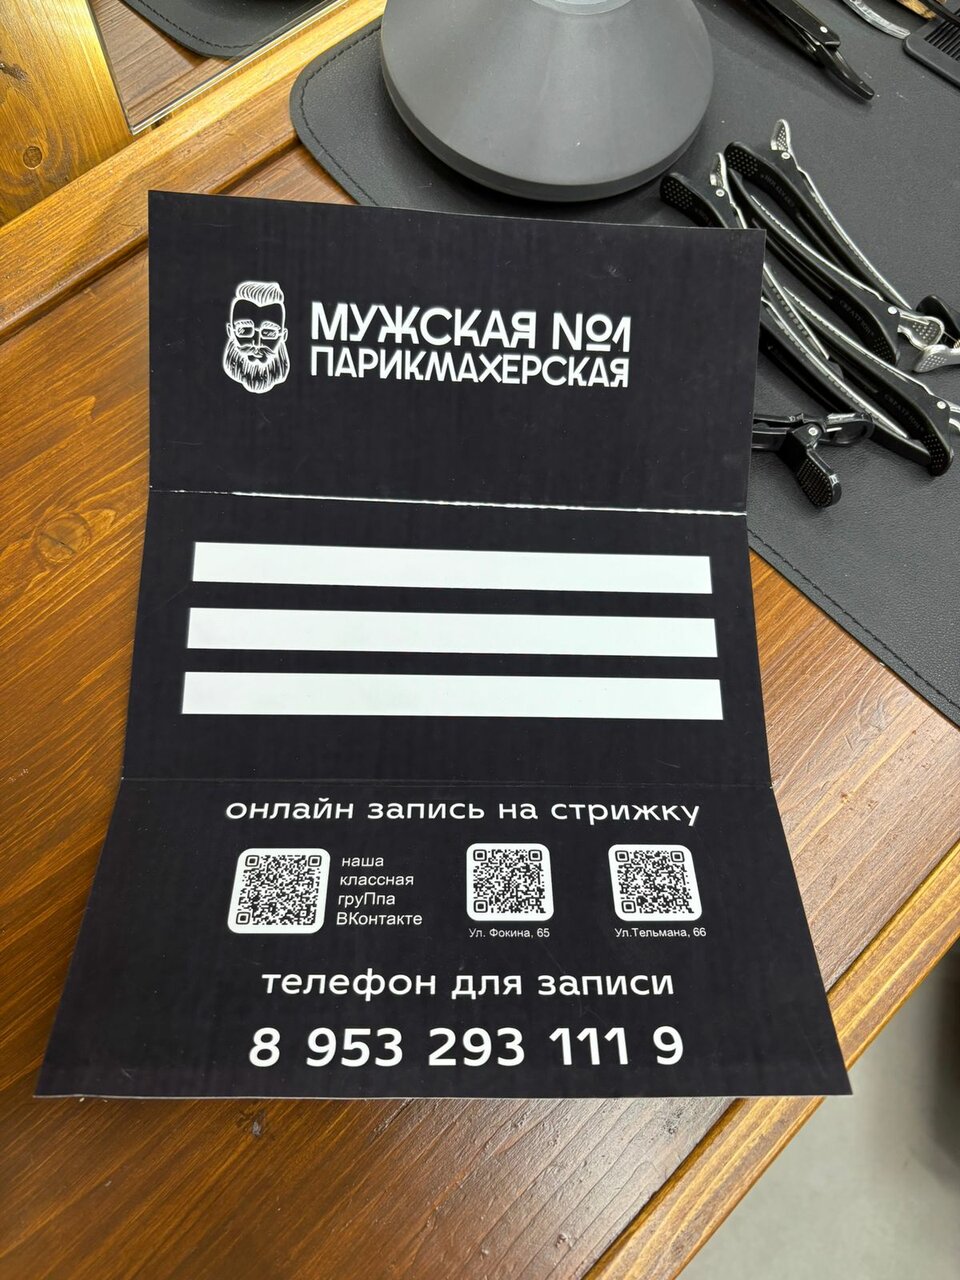 МУЖСКАЯ №1
ПАРИКМАХЕРСКАЯ
онлайн запись на стрижку
наша
классная
груПпа
ВКонтакте
Ул. Фокина, 65
Ул.Тельмана, 66
телефон для записи
8 953 293 111 9